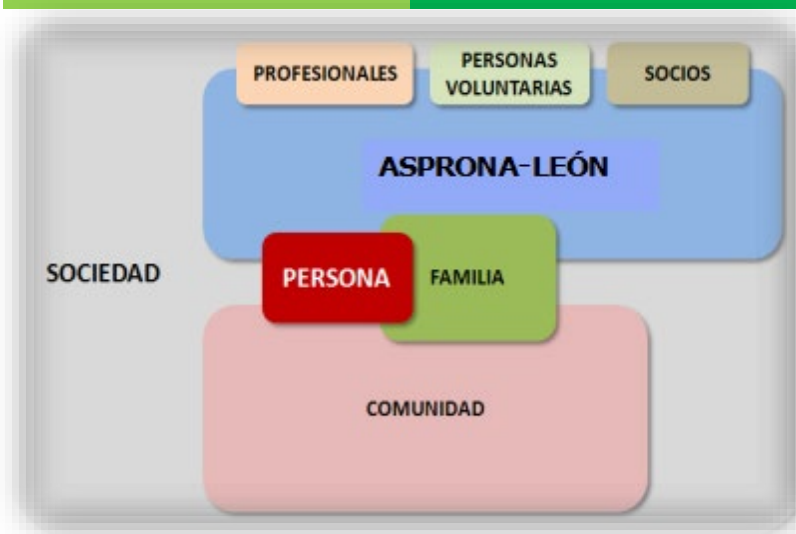 PROFESIONALES
PERSONAS
VOLUNTARIAS
SOCIOS
ASPRONA-LEÓN
SOCIEDAD
PERSONA
FAMILIA
COMUNIDAD